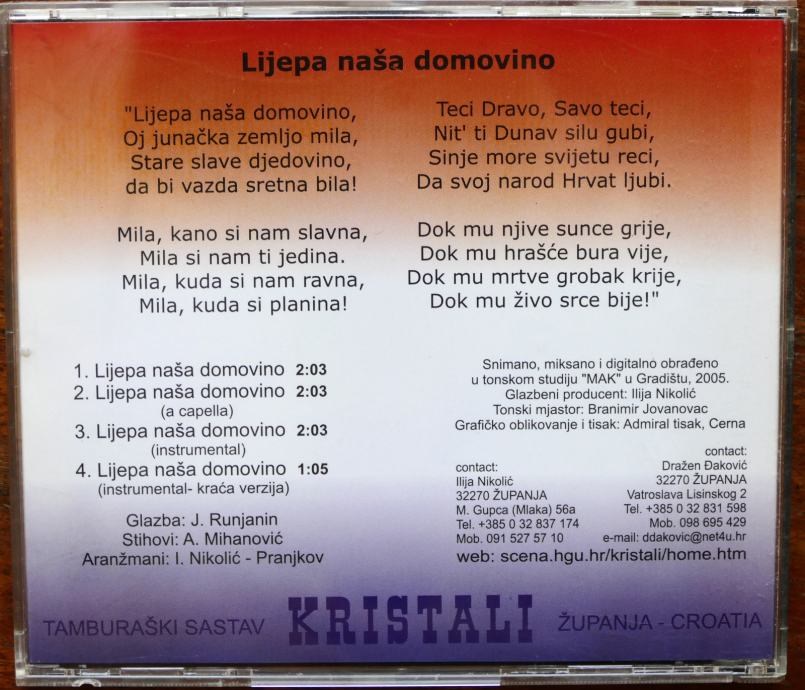 Lijepa naša domovino
"Lijepa naša domovino,
Oj junačka zemljo mila,
Stare slave djedovino,
da bi vazda sretna bila!
Mila, kano si nam slavna,
Mila si nam ti jedina.
Mila, kuda si nam ravna,
Mila, kuda si planina!
Teci Dravo, Savo teci,
Nit' ti Dunav silu gubi,
Sinje more svijetu reci,
Da svoj narod Hrvat ljubi.
Dok mu njive sunce grije,
Dok mu hrašće bura vije,
Dok mu mrtve grobak krije,
Dok mu živo srce bije!"
1. Lijepa naša domovino 2:03
2. Lijepa naša domovino 2:03
(a capella)
3. Lijepa naša domovino 2:03
(instrumental)
4. Lijepa naša domovino 1:05
(instrumental- kraća verzija)
Glazba: J. Runjanin
Stihovi: A. Mihanović
Aranžmani: I. Nikolić - Pranjkov
Snimano, miksano i digitalno obrađeno
u tonskom studiju "MAK" u Gradištu, 2005.
Glazbeni producent: Ilija Nikolić
Tonski mjastor: Branimir Jovanovac
Grafičko oblikovanje i tisak: Admiral tisak, Cerna
contact:
Ilija Nikolić
32270 ŽUPANJA
M. Gupca (Mlaka) 56a
Tel. +385 0 32 837 174
Mob. 091 527 57 10
contact:
Dražen Đaković
32270 ŽUPANJA
Vatroslava Lisinskog 2
Tel. +385 0 32 831 598
Mob. 098 695 429
e-mail: ddakovic@net4u.hr
web: scena.hgu.hr/kristali/home.htm
TAMBURAŠKI SASTAV KRISTALI ŽUPANJA - CROATIA